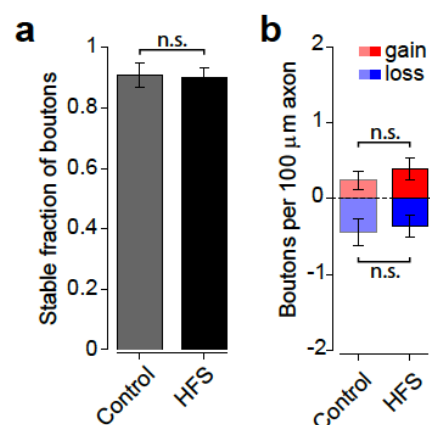 a
n.s.
1
0.8
0.6
0.4
0.2
0
Stable fraction of boutons
Control
HFS
b
2
1
0
-1
-2
Boutons per 100 μm axon
gain
loss
n.s.
n.s.
Control
HFS